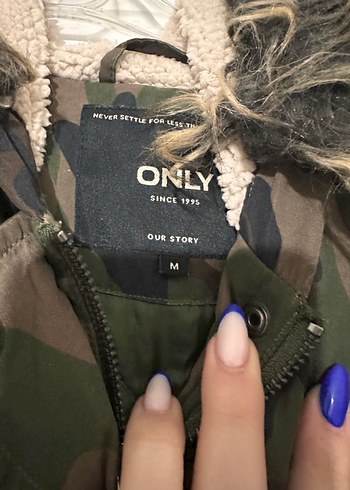 NEVER SETTLE FOR LESS
ONLY
SINCE 1995
OUR STORY
M